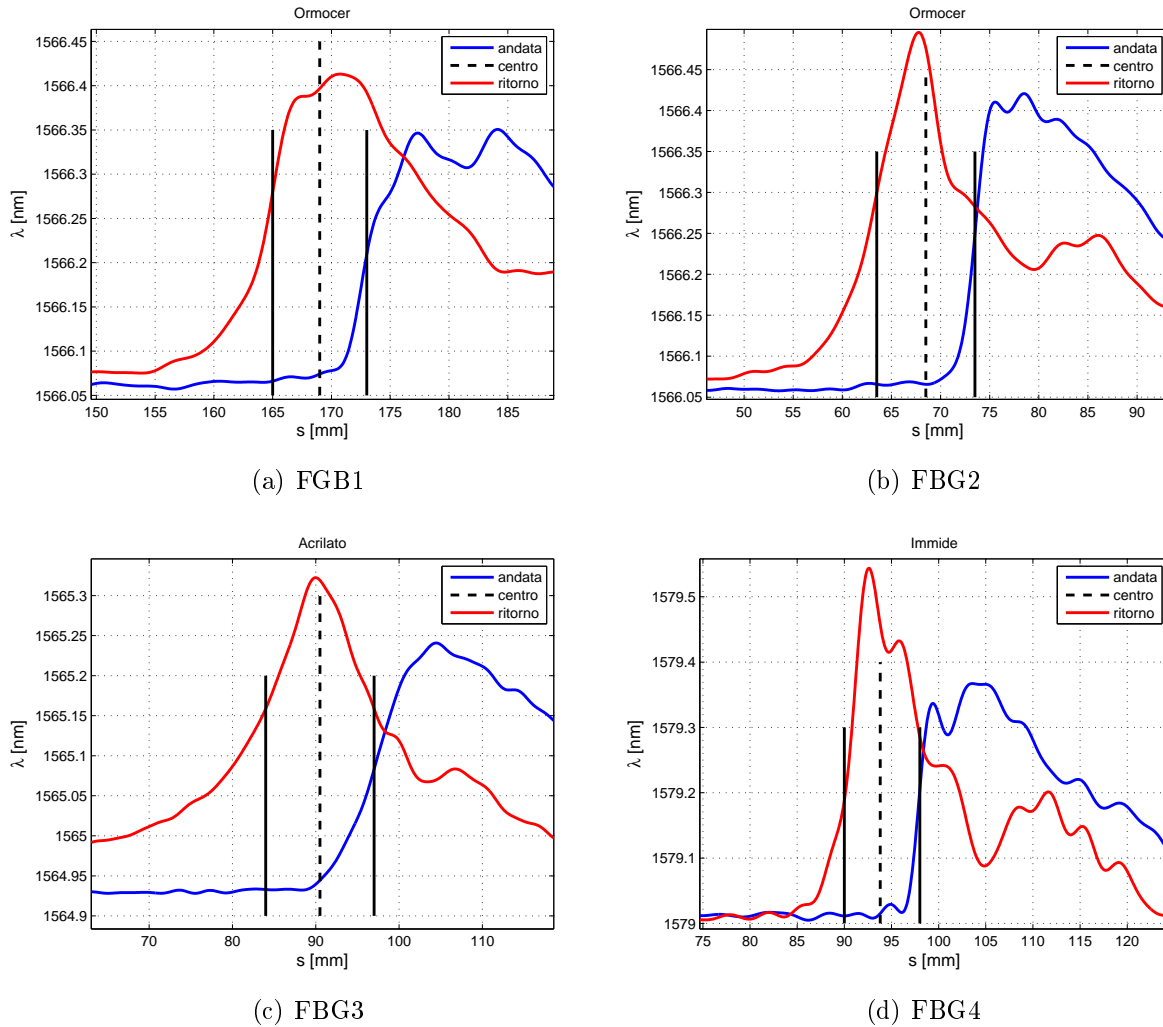 Ormocer
1566.45
1566.4
1566.35
1566.3
1566.25
1566.2
1566.15
1566.1
1566.05
λ [nm]
150 155 160 165 170 175 180 185
s [mm]
andata
centro
ritorno
(a) FGB1
Ormocer
1566.45
1566.4
1566.35
1566.3
1566.25
1566.2
1566.15
1566.1
1566.05
λ [nm]
50 55 60 65 70 75 80 85 90
s [mm]
andata
centro
ritorno
(b) FBG2
Acrilato
1565.3
1565.25
1565.2
1565.15
1565.1
1565.05
1565
1564.95
1564.9
λ [nm]
70 80 90 100 110
s [mm]
andata
centro
ritorno
(c) FBG3
Immide
1579.5
1579.4
1579.3
1579.2
1579.1
1579
λ [nm]
75 80 85 90 95 100 105 110 115 120
s [mm]
andata
centro
ritorno
(d) FBG4